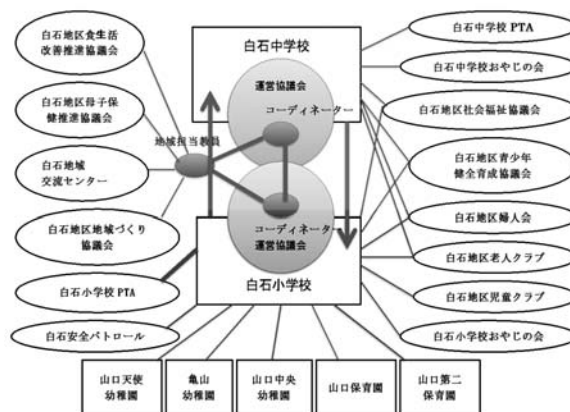 白石地区食生活
改善推進協議会
白石地区母子保
健推進協議会
白石地域
交流センター
白石地区地域づくり
協議会
白石小学校 PTA
白石安全パトロール
白石中学校
運営協議会
コーディネーター
地域担当教員
コーディネーター
運営協議会
白石小学校
白石中学校 PTA
白石中学校おやじの会
白石地区社会福祉協議会
白石地区青少年
健全育成協議会
白石地区婦人会
白石地区老人クラブ
白石地区児童クラブ
白石小学校おやじの会
山口天使
幼稚園
亀山
幼稚園
山口中央
幼稚園
山口保育園
山口第二
保育園